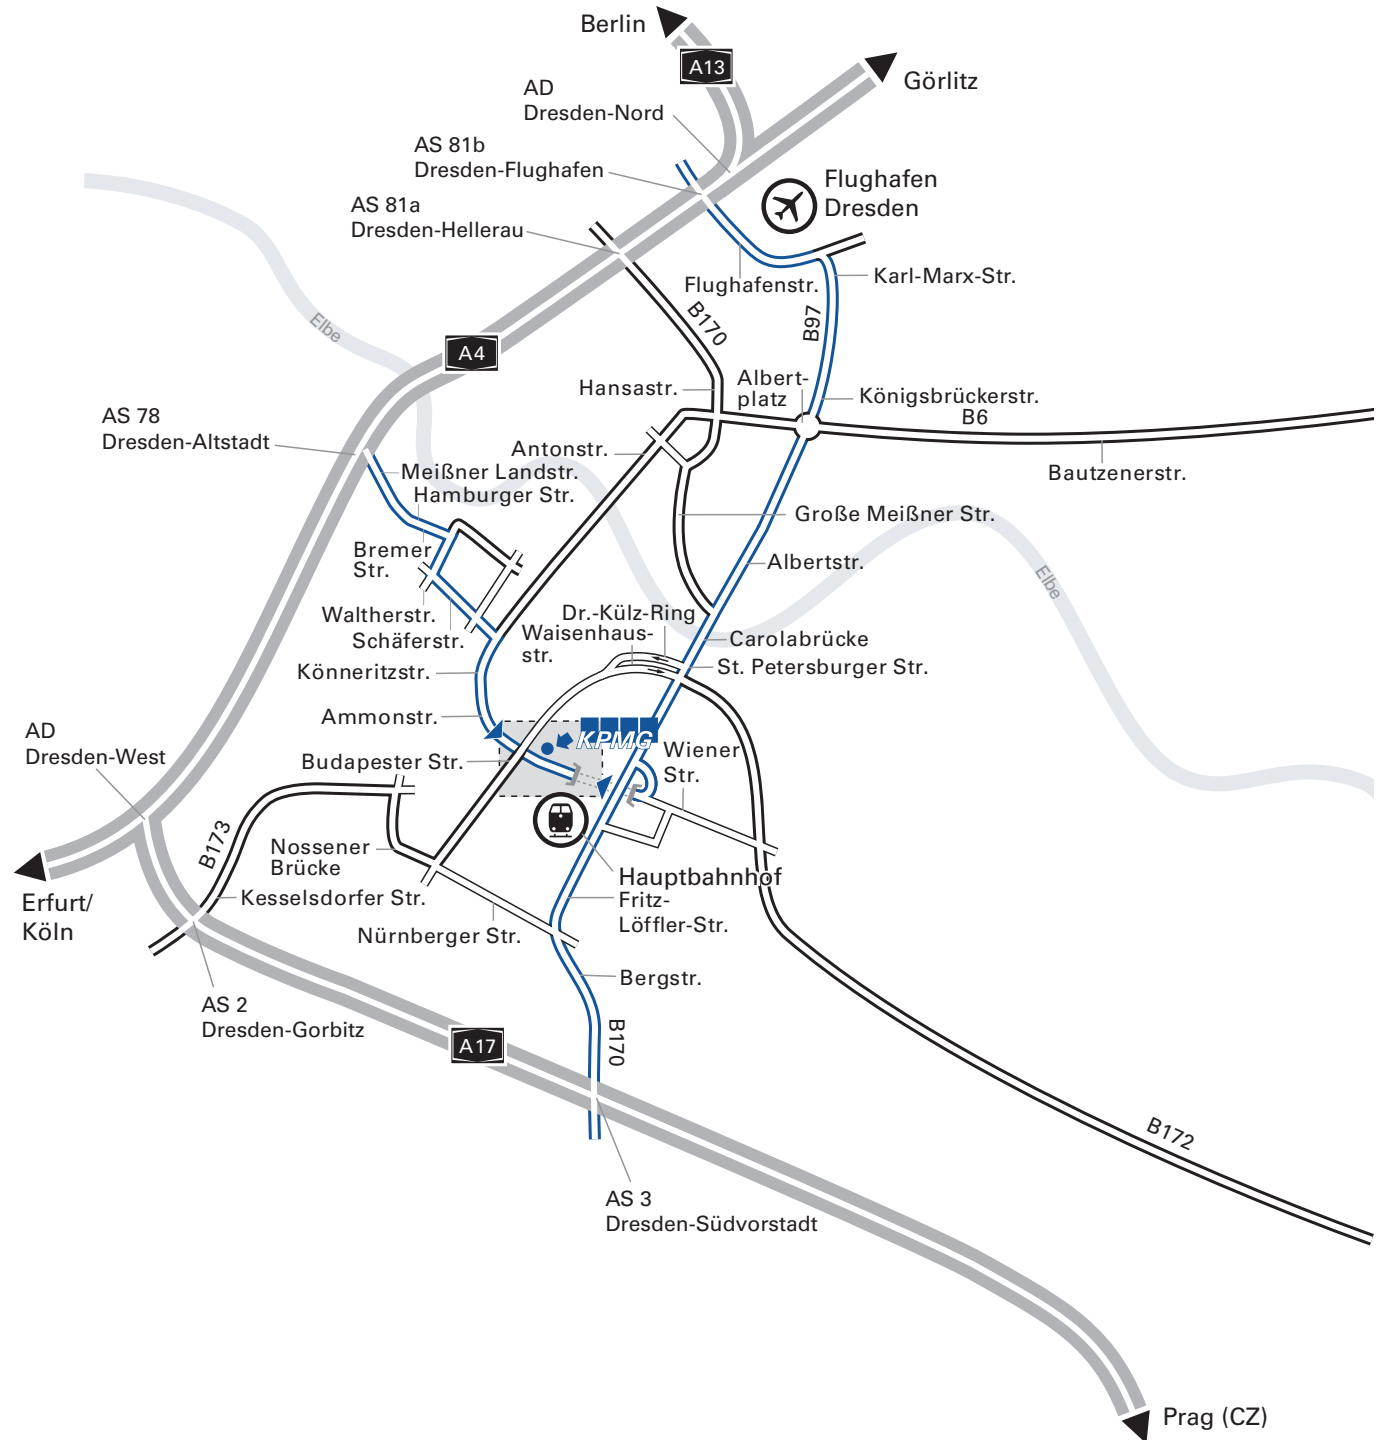 Berlin
A13
Görlitz
AD
Dresden-Nord
AS 81b
Dresden-Flughafen
Flughafen
Dresden
AS 81a
Dresden-Hellerau
Flughafenstr.
Karl-Marx-Str.
Elbe
B170
B97
A4
Hansastr.
Albert-
platz
Königsbrückerstr.
B6
AS 78
Dresden-Altstadt
Antonstr.
Meißner Landstr.
Bautzenerstr.
Hamburger Str.
Große Meißner Str.
Bremer
Str.
Albertstr.
Elbe
Waltherstr.
Dr.-Külz-Ring
Schäferstr.
Waisenhaus-
str.
Carolabrücke
Könneritzstr.
St. Petersburger Str.
Ammonstr.
KPMG
AD
Dresden-West
Budapester Str.
Wiener
Str.
B173
Nossener
Brücke
Hauptbahnhof
Erfurt/
Köln
Kesselsdorfer Str.
Fritz-
Löffler-Str.
Nürnberger Str.
Bergstr.
AS 2
Dresden-Gorbitz
A17
B170
B172
AS 3
Dresden-Südvorstadt
Prag (CZ)